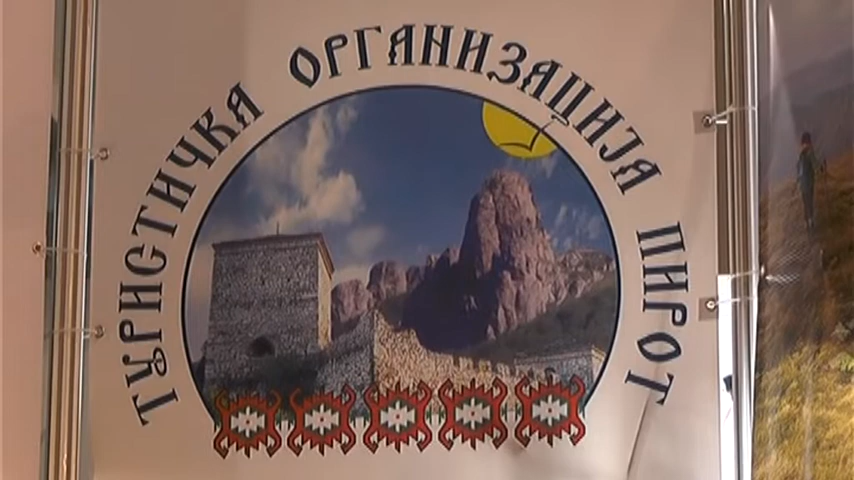 ТУРИСТИЧКА ОРГАНИЗАЦИЈА ПИРОТ